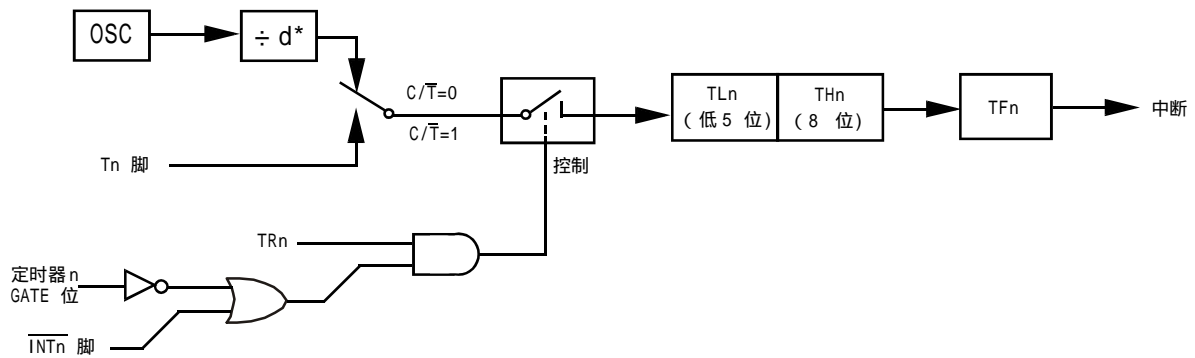 OSC
÷ d*
C/T̅=0
C/T̅=1
Tn 脚
控制
TLn
(低5 位)
THn
(8 位)
TFn
中断
TRn
定时器n
GATE 位
I̅N̅T̅n̅ 脚